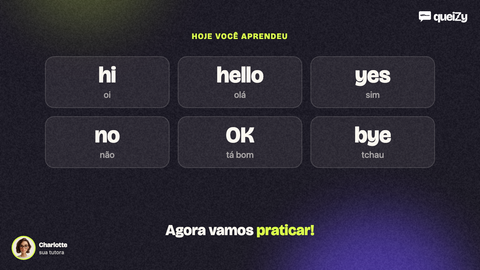 queiZy
HOJE VOCÊ APRENDEU
hi
oi
hello
olá
yes
sim
no
não
OK
tá bom
bye
tchau
Agora vamos praticar!
Charlotte
sua tutora